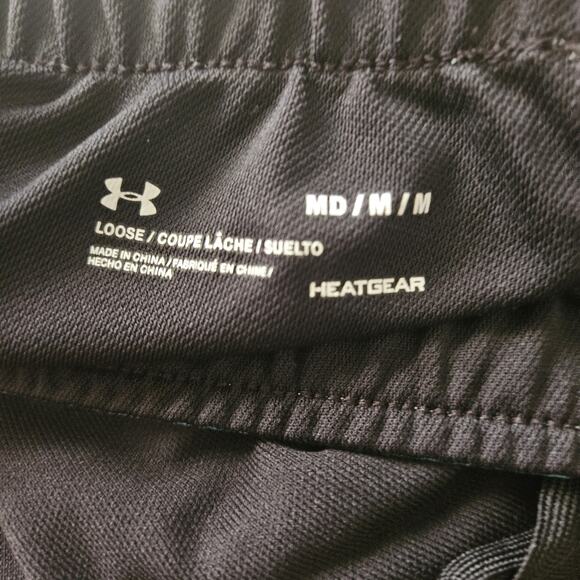 MD / M / M
LOOSE / COUPE LÂCHE / SUELTO
MADE IN CHINA / FABRIQUÉ EN CHINE /
HECHO EN CHINA
HEATGEAR